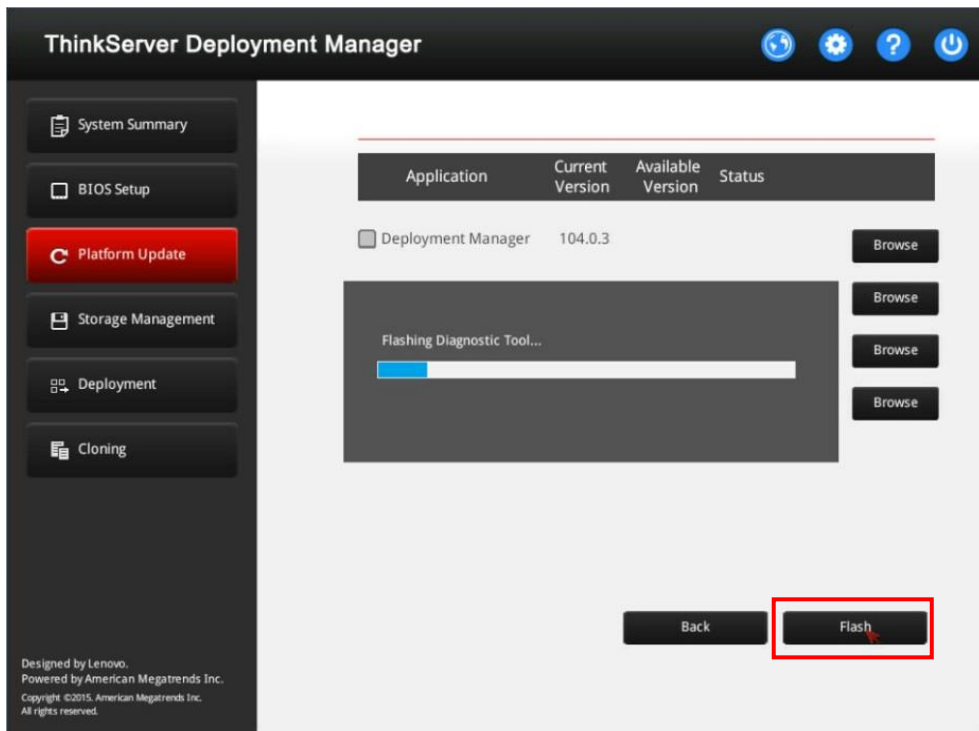 ThinkServer Deployment Manager
System Summary
BIOS Setup
Platform Update
Storage Management
Deployment
Cloning
Application
Current
Version
Available
Version
Status
Deployment Manager 104.0.3
Browse
Browse
Browse
Browse
Flashing Diagnostic Tool...
Back
Flash
Designed by Lenovo.
Powered by American Megatrends Inc.
Copyright ©2015. American Megatrends Inc.
All rights reserved.